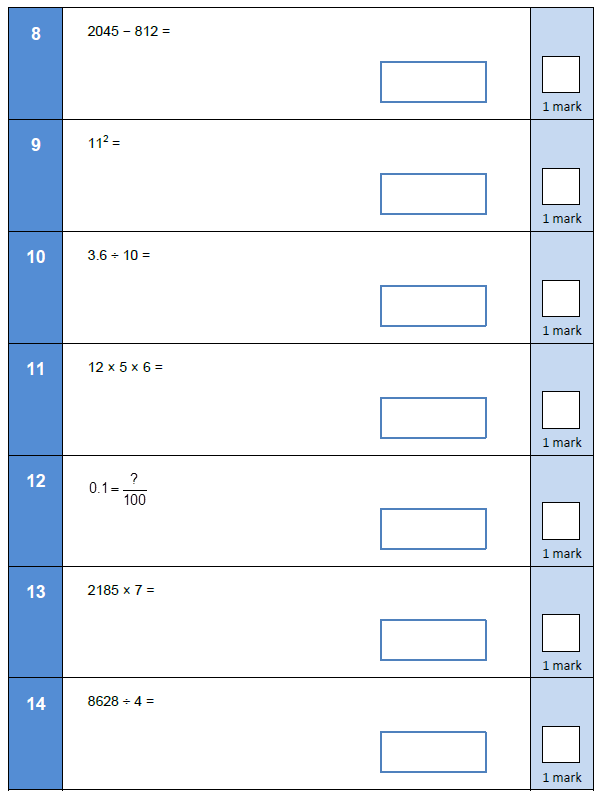 8 2045 − 812 =
1 mark
9 11² =
1 mark
10 3.6 ÷ 10 =
1 mark
11 12 × 5 × 6 =
1 mark
12 0.1 = ?/100
1 mark
13 2185 × 7 =
1 mark
14 8628 ÷ 4 =
1 mark